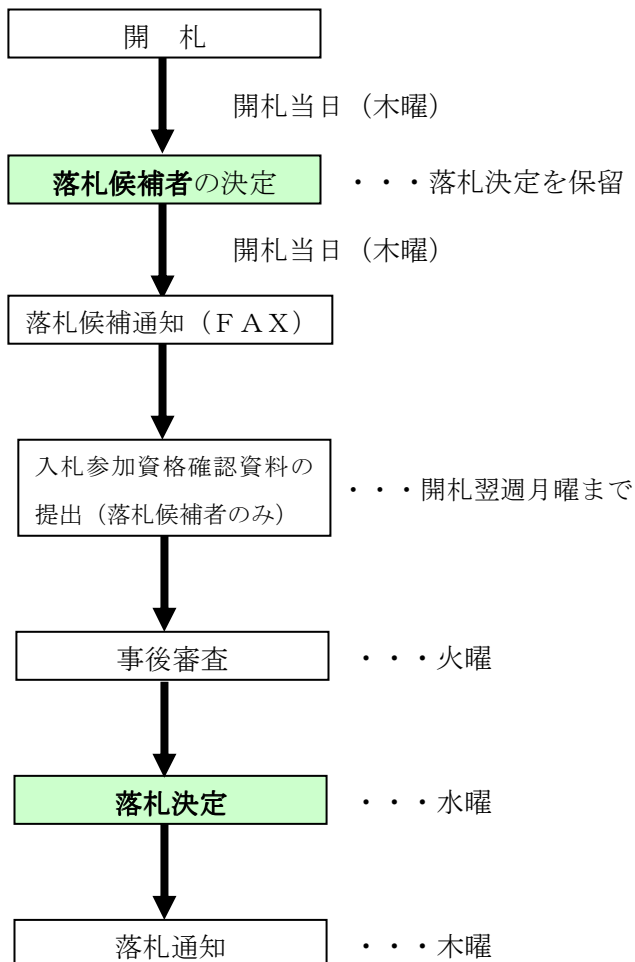 開　札
開札当日（木曜）
落札候補者の決定　・・・落札決定を保留
開札当日（木曜）
落札候補通知（ＦＡＸ）
入札参加資格確認資料の
提出（落札候補者のみ）
・・・開札翌週月曜まで
事後審査　・・・火曜
落札決定　・・・水曜
落札通知　・・・木曜